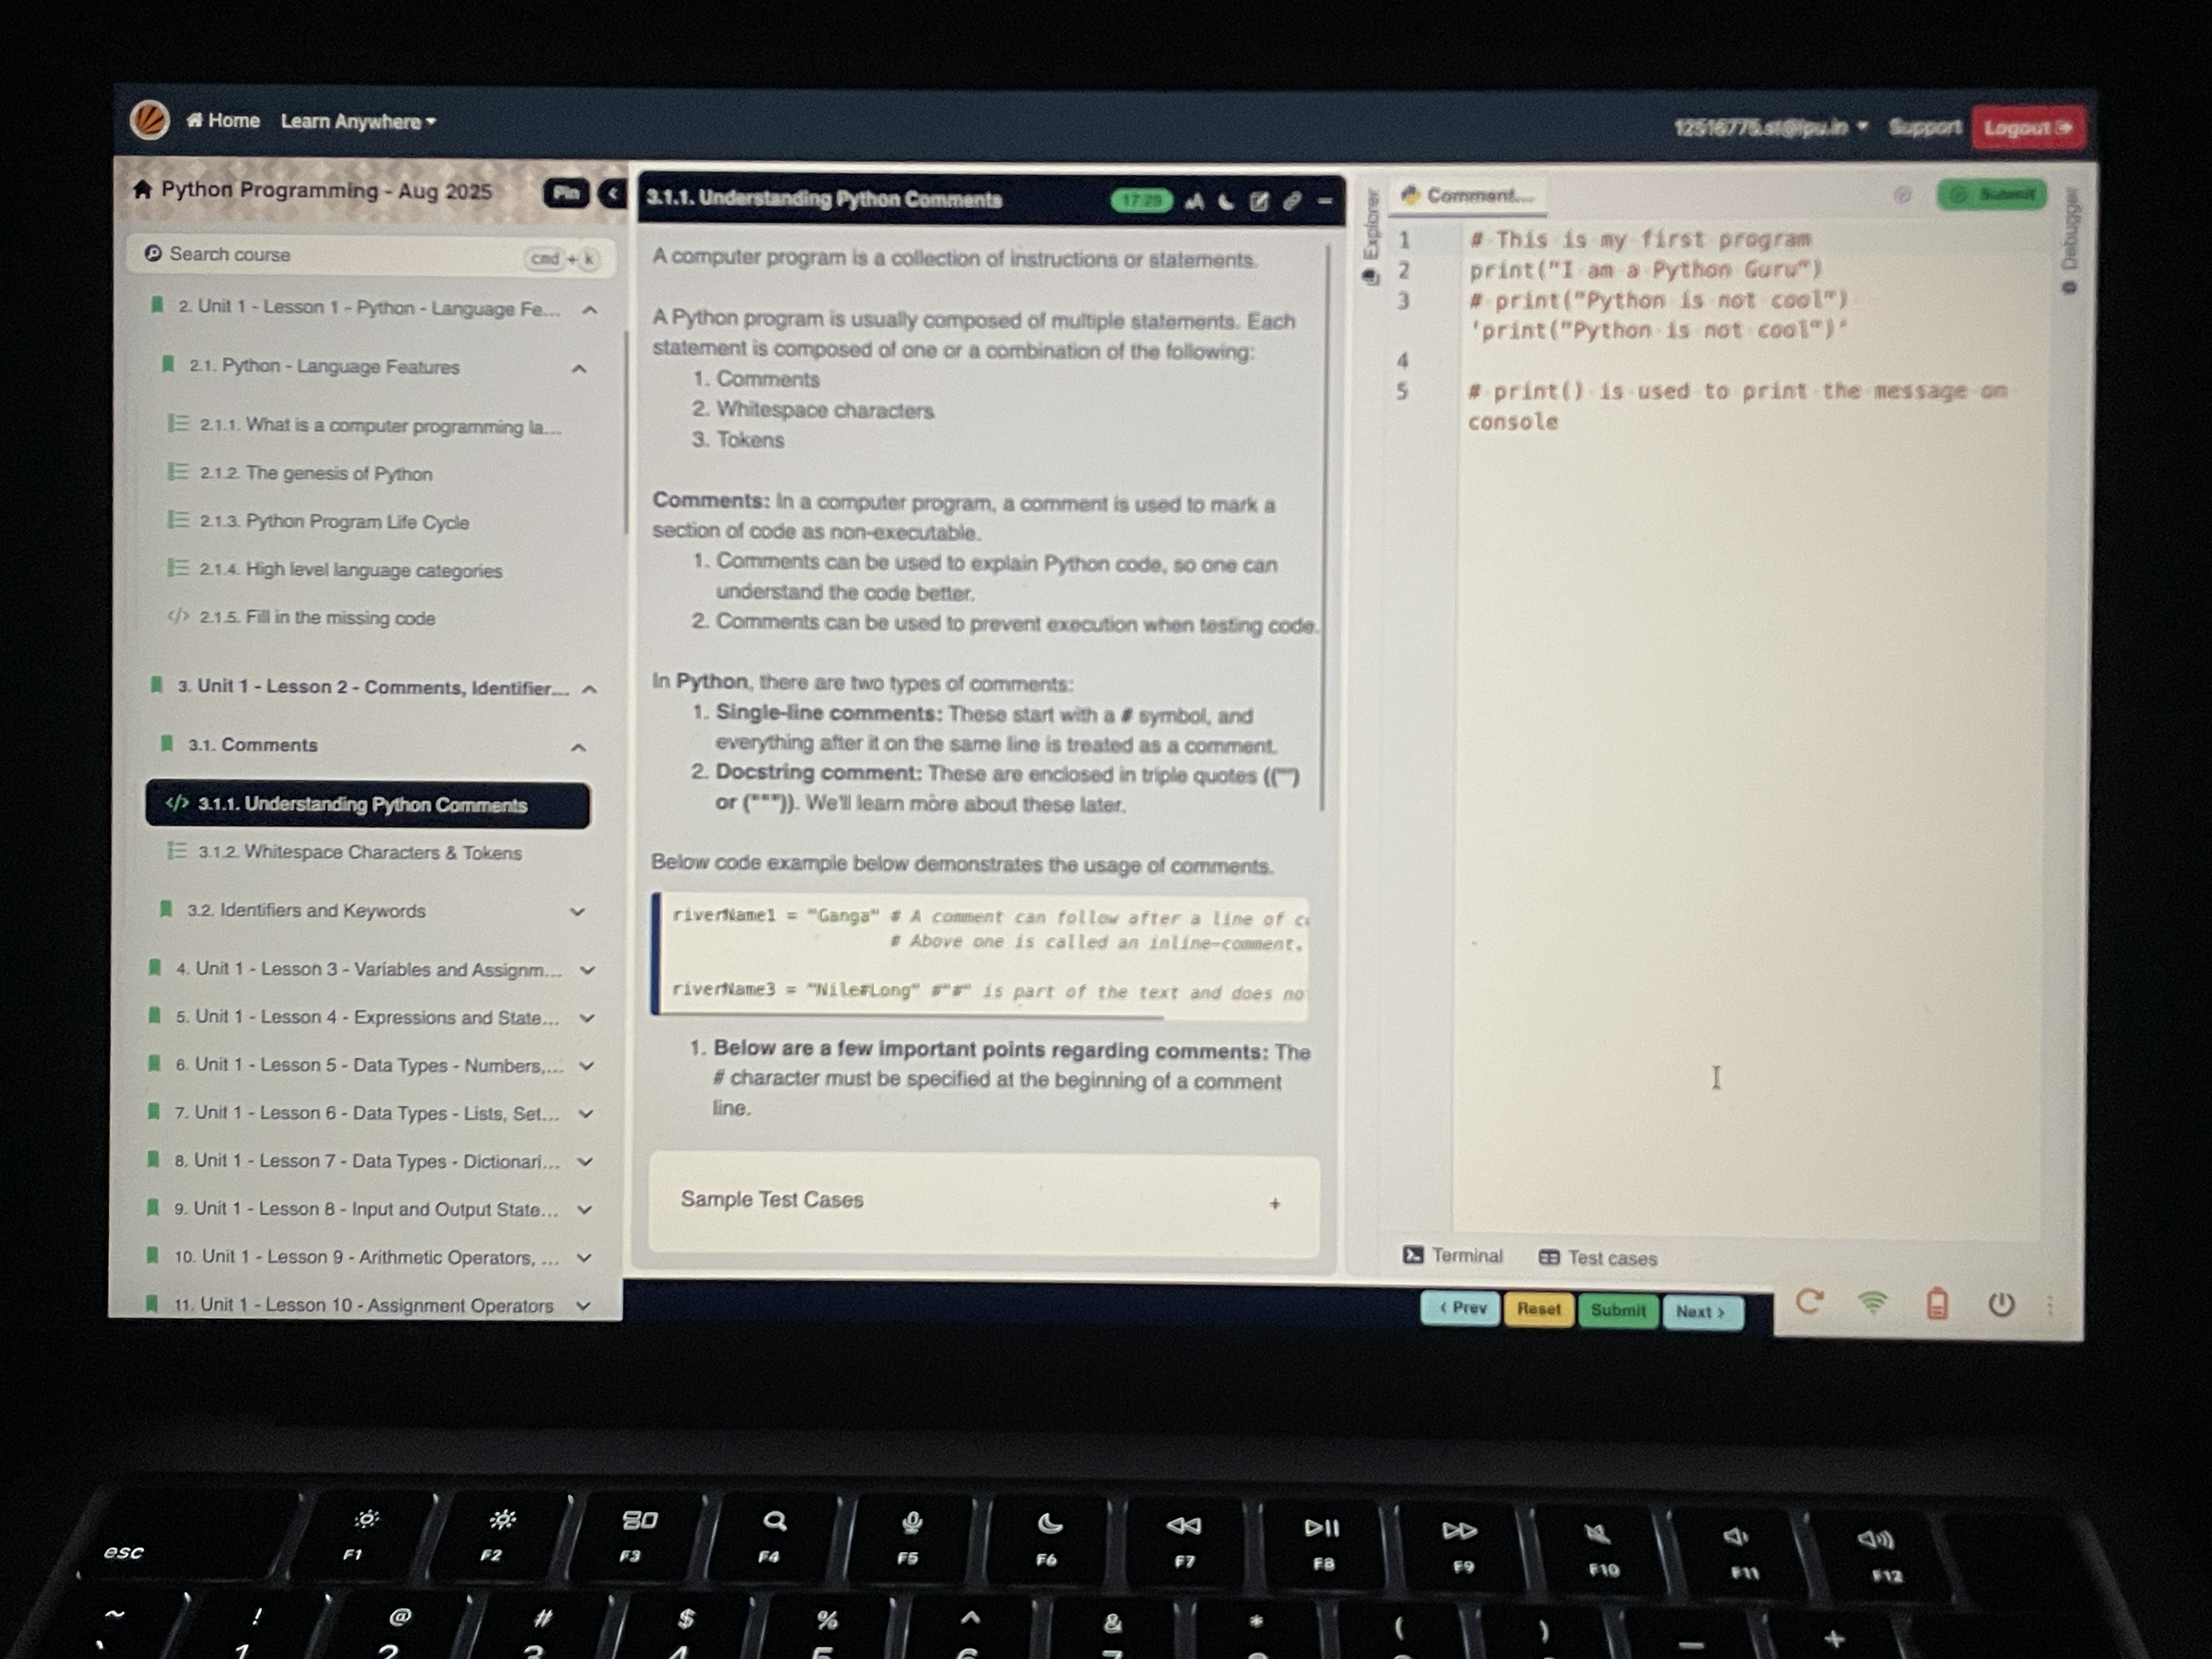 Home Learn Anywhere
12516775.st@lpu.in Support Logout
Python Programming - Aug 2025 Pin
Search course cmd + k
2. Unit 1 - Lesson 1 - Python - Language Fe...
2.1. Python - Language Features
2.1.1. What is a computer programming la...
2.1.2. The genesis of Python
2.1.3. Python Program Life Cycle
2.1.4. High level language categories
2.1.5. Fill in the missing code
3. Unit 1 - Lesson 2 - Comments, Identifier...
3.1. Comments
3.1.1. Understanding Python Comments
3.1.2. Whitespace Characters & Tokens
3.2. Identifiers and Keywords
4. Unit 1 - Lesson 3 - Variables and Assignm...
5. Unit 1 - Lesson 4 - Expressions and State...
6. Unit 1 - Lesson 5 - Data Types - Numbers,...
7. Unit 1 - Lesson 6 - Data Types - Lists, Set...
8. Unit 1 - Lesson 7 - Data Types - Dictionari...
9. Unit 1 - Lesson 8 - Input and Output State...
10. Unit 1 - Lesson 9 - Arithmetic Operators, ...
11. Unit 1 - Lesson 10 - Assignment Operators
3.1.1. Understanding Python Comments 17:29 AA
A computer program is a collection of instructions or statements.
A Python program is usually composed of multiple statements. Each
statement is composed of one or a combination of the following:
1. Comments
2. Whitespace characters
3. Tokens
Comments: In a computer program, a comment is used to mark a
section of code as non-executable.
1. Comments can be used to explain Python code, so one can
understand the code better.
2. Comments can be used to prevent execution when testing code.
In Python, there are two types of comments:
1. Single-line comments: These start with a # symbol, and
everything after it on the same line is treated as a comment.
2. Docstring comment: These are enclosed in triple quotes ((''')
or (""")). We'll learn more about these later.
Below code example below demonstrates the usage of comments.
riverName1 = "Ganga" # A comment can follow after a line of c
# Above one is called an inline-comment.
riverName3 = "Nile#Long" #"#" is part of the text and does no
1. Below are a few important points regarding comments: The
# character must be specified at the beginning of a comment
line.
Sample Test Cases +
Explorer
Comment...
Submit
Debugger
1 # This is my first program
2 print("I am a Python Guru")
3 # print("Python is not cool")
'print("Python is not cool")'
4
5 # print() is used to print the message on
console
Terminal Test cases
< Prev Reset Submit Next >
esc F1 F2 F3 F4 F5 F6 F7 F8 F9 F10 F11 F12
~ ! @ # $ % ^ & * ( ) — +
` 1 2 3 4 5 6 7